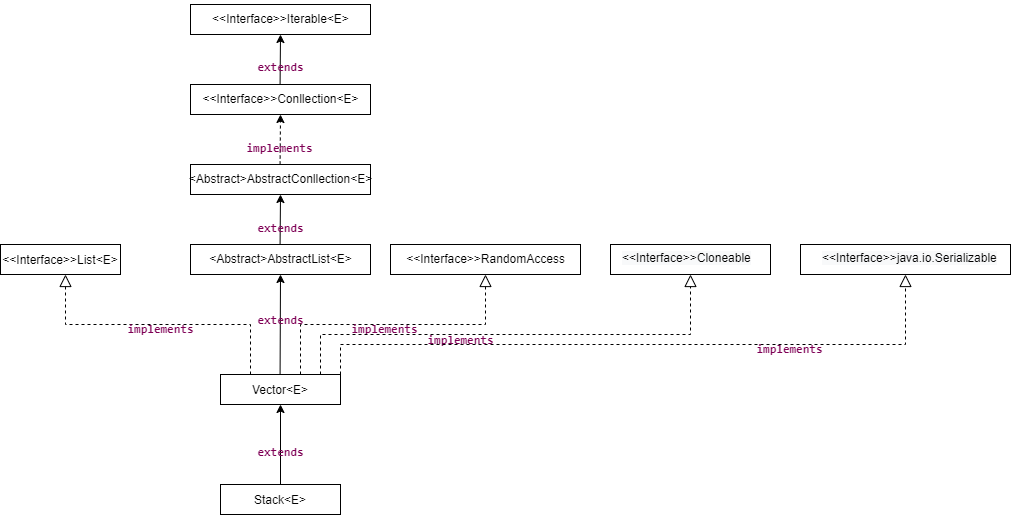 <<Interface>>Iterable<E>
extends
<<Interface>>Conllection<E>
implements
<Abstract>AbstractConllection<E>
extends
<<Interface>>List<E>
<Abstract>AbstractList<E>
<<Interface>>RandomAccess
<<Interface>>Cloneable
<<Interface>>java.io.Serializable
extends
implements
implements
implements
implements
Vector<E>
extends
Stack<E>